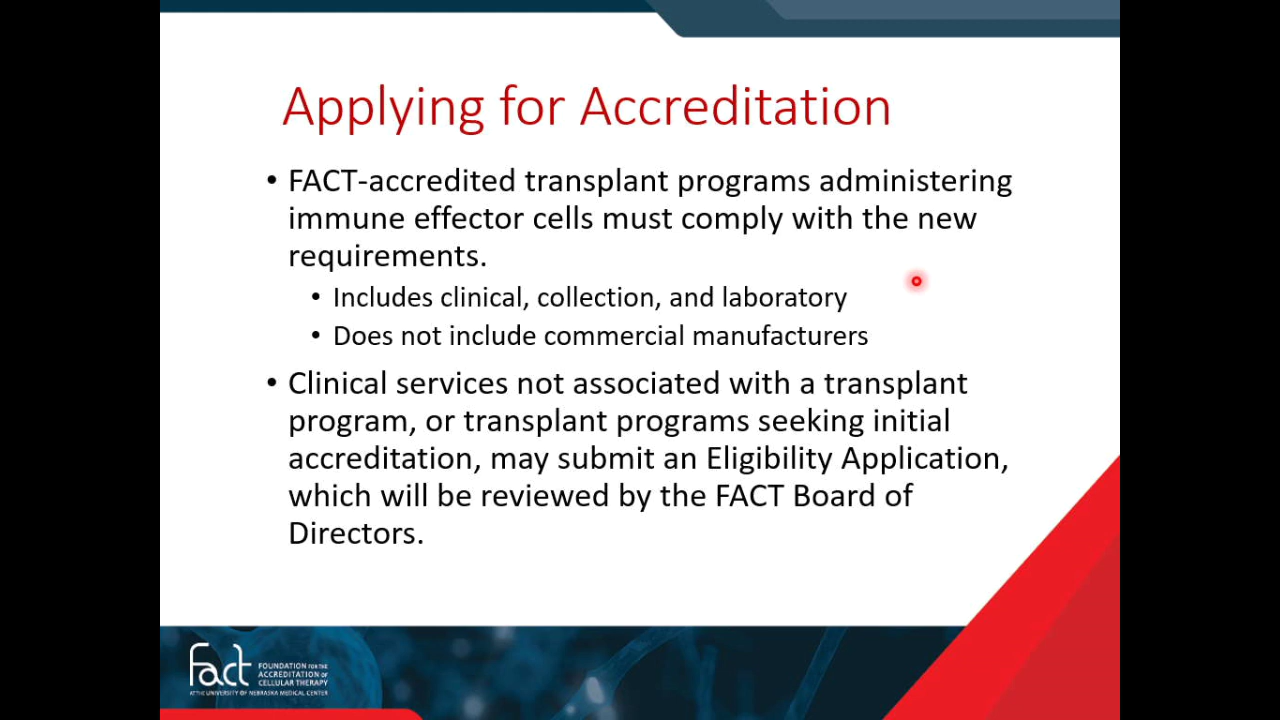 Applying for Accreditation
• FACT-accredited transplant programs administering
immune effector cells must comply with the new
requirements.
• Includes clinical, collection, and laboratory
• Does not include commercial manufacturers
• Clinical services not associated with a transplant
program, or transplant programs seeking initial
accreditation, may submit an Eligibility Application,
which will be reviewed by the FACT Board of
Directors.
fact
FOUNDATION FOR THE
ACCREDITATION OF
CELLULAR THERAPY
AT THE UNIVERSITY OF NEBRASKA MEDICAL CENTER